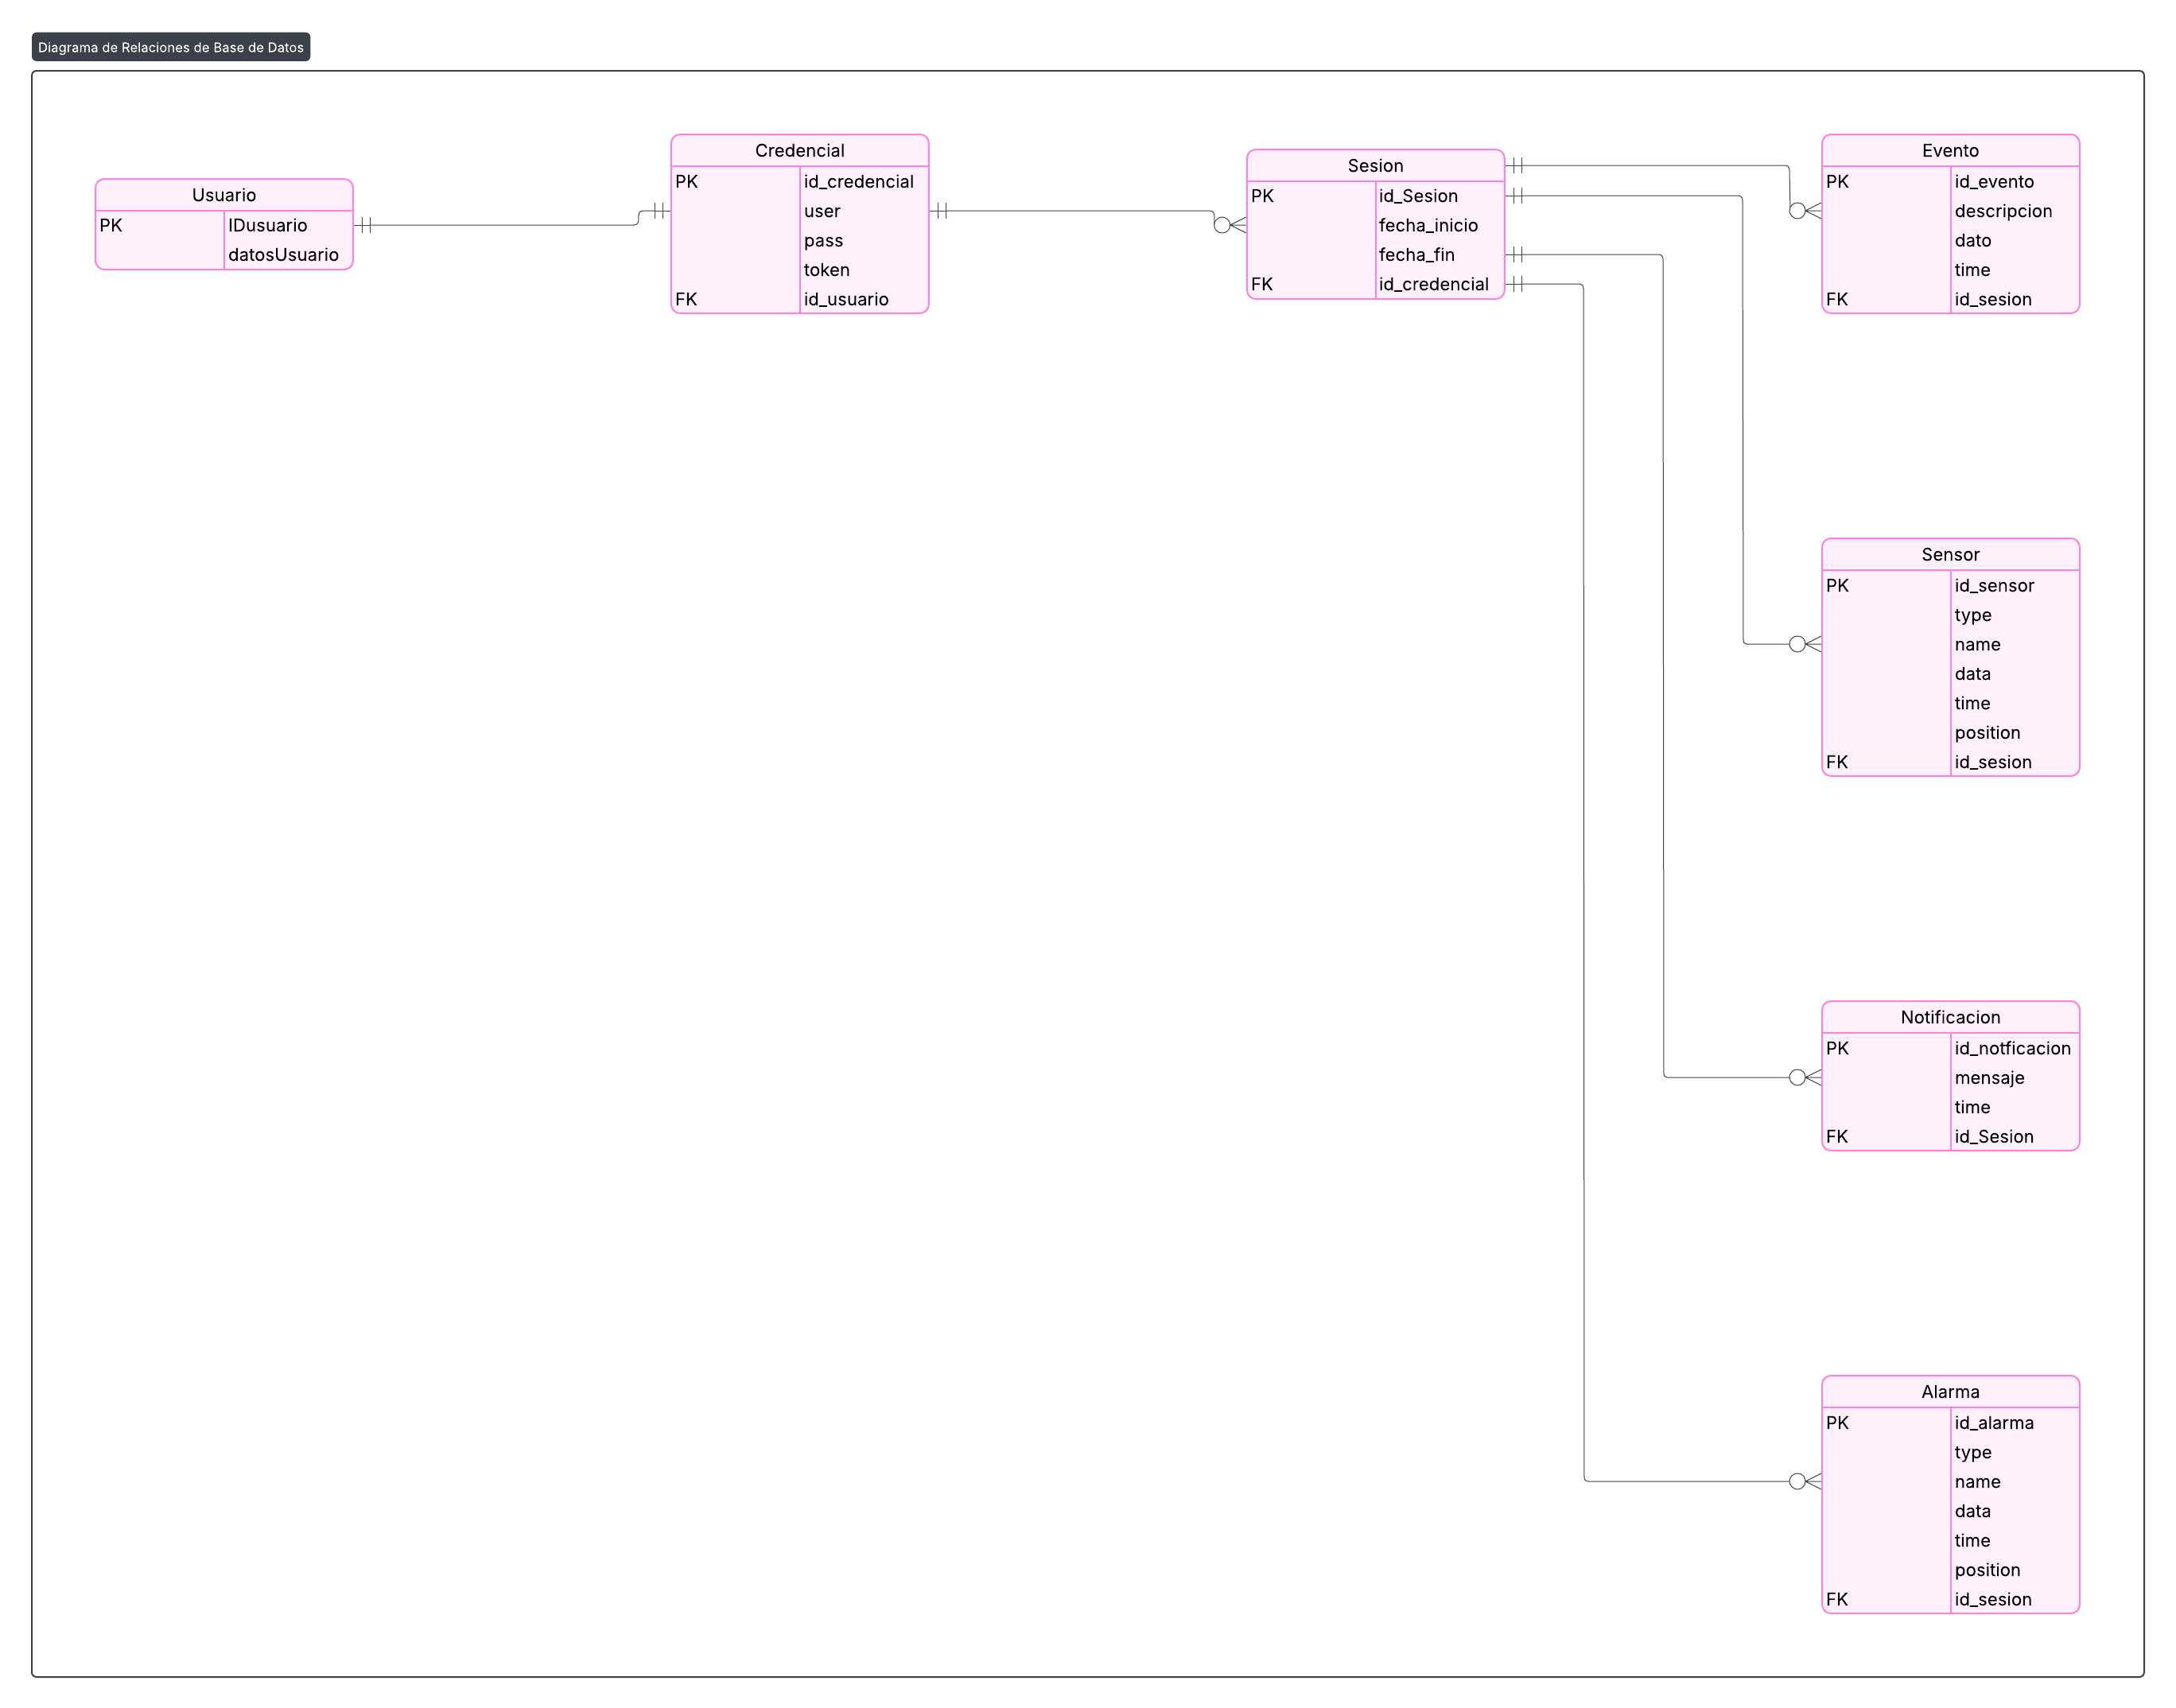 Diagrama de Relaciones de Base de Datos
Usuario
PK IDusuario
datosUsuario
Credencial
PK id_credencial
user
pass
token
FK id_usuario
Sesion
PK id_Sesion
fecha_inicio
fecha_fin
FK id_credencial
Evento
PK id_evento
descripcion
dato
time
FK id_sesion
Sensor
PK id_sensor
type
name
data
time
position
FK id_sesion
Notificacion
PK id_notficacion
mensaje
time
FK id_Sesion
Alarma
PK id_alarma
type
name
data
time
position
FK id_sesion